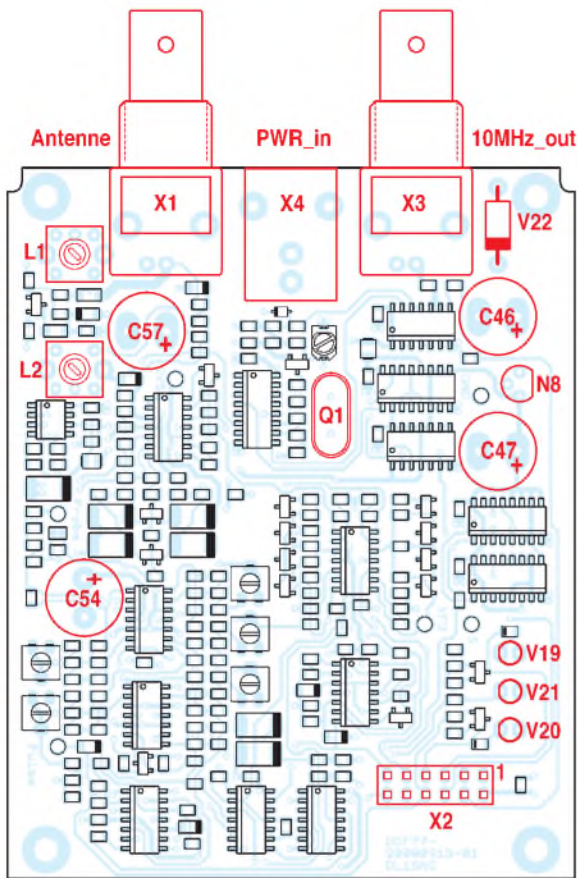 Antenne PWR_in 10MHz_out
X1 X4 X3
V22
L1
C57 C46
L2
Q1 N8
C47
C54
V19
V21
V20
1
X2